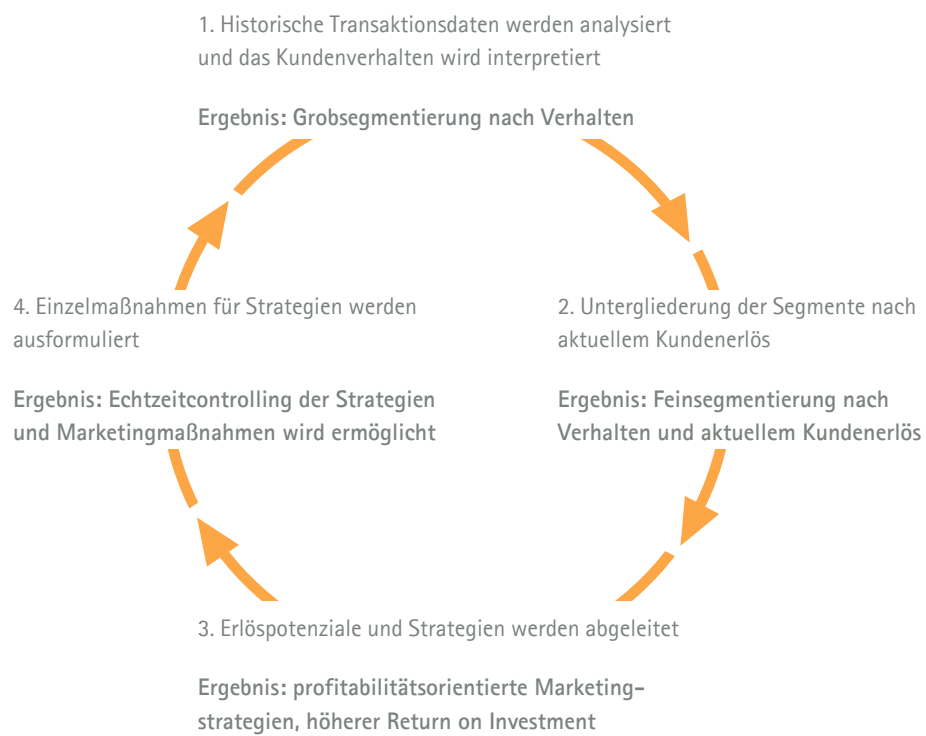 1. Historische Transaktionsdaten werden analysiert
und das Kundenverhalten wird interpretiert
Ergebnis: Grobsegmentierung nach Verhalten
2. Untergliederung der Segmente nach
aktuellem Kundenerlös
Ergebnis: Feinsegmentierung nach
Verhalten und aktuellem Kundenerlös
3. Erlöspotenziale und Strategien werden abgeleitet
Ergebnis: profitabilitätsorientierte Marketing-
strategien, höherer Return on Investment
4. Einzelmaßnahmen für Strategien werden
ausformuliert
Ergebnis: Echtzeitcontrolling der Strategien
und Marketingmaßnahmen wird ermöglicht